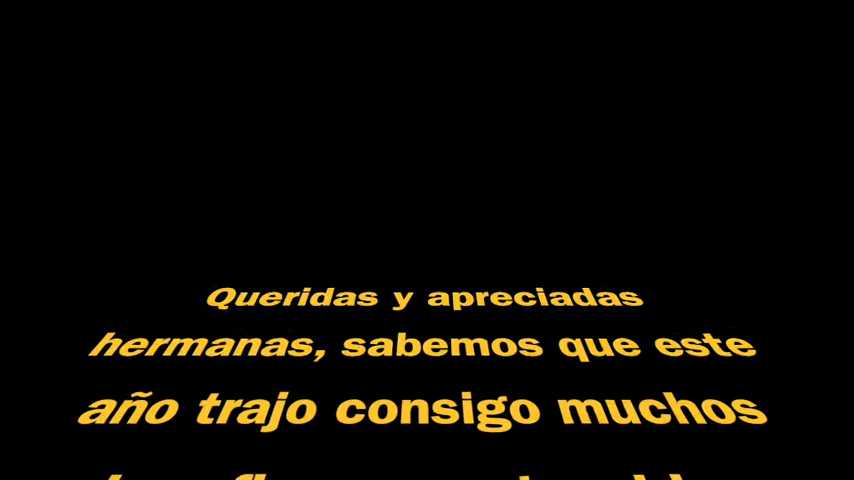 Queridas y apreciadas
hermanas, sabemos que este
año trajo consigo muchos